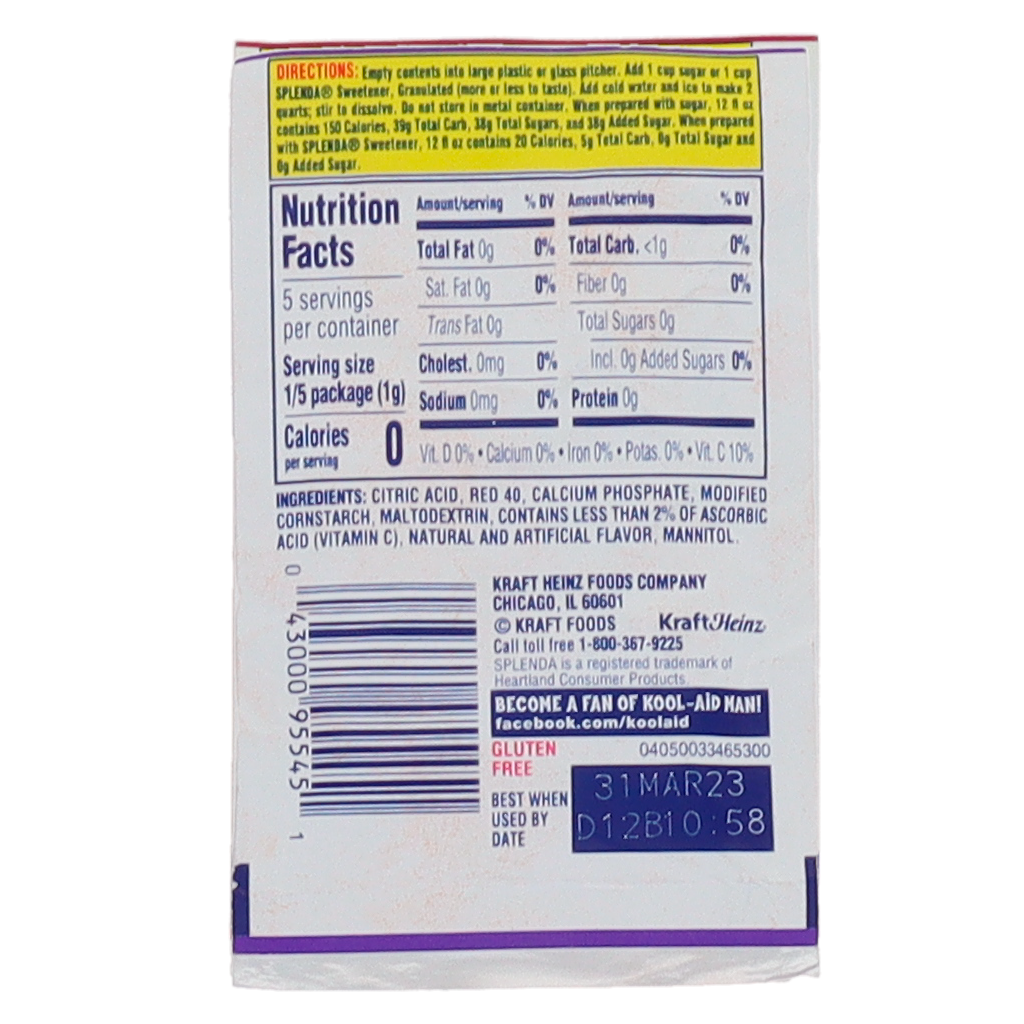 DIRECTIONS: Empty contents into large plastic or glass pitcher. Add 1 cup sugar or 1 cup
SPLENDA® Sweetener, Granulated (more or less to taste). Add cold water and ice to make 2
quarts; stir to dissolve. Do not store in metal container. When prepared with sugar, 12 fl oz
contains 150 Calories, 39g Total Carb, 38g Total Sugars, and 38g Added Sugar. When prepared
with SPLENDA® Sweetener, 12 fl oz contains 20 Calories, 5g Total Carb, 0g Total Sugar and
0g Added Sugar.
Nutrition
Facts
5 servings
per container
Serving size
1/5 package (1g)
Calories 0
per serving
Amount/serving % DV
Total Fat 0g 0%
Sat. Fat 0g 0%
Trans Fat 0g
Cholest. 0mg 0%
Sodium 0mg 0%
Amount/serving % DV
Total Carb. <1g 0%
Fiber 0g 0%
Total Sugars 0g
Incl. 0g Added Sugars 0%
Protein 0g
Vit. D 0% • Calcium 0% • Iron 0% • Potas. 0% • Vit. C 10%
INGREDIENTS: CITRIC ACID, RED 40, CALCIUM PHOSPHATE, MODIFIED
CORNSTARCH, MALTODEXTRIN, CONTAINS LESS THAN 2% OF ASCORBIC
ACID (VITAMIN C), NATURAL AND ARTIFICIAL FLAVOR, MANNITOL.
0 43000 95545 1
KRAFT HEINZ FOODS COMPANY
CHICAGO, IL 60601
© KRAFT FOODS KraftHeinz
Call toll free 1-800-367-9225
SPLENDA is a registered trademark of
Heartland Consumer Products.
BECOME A FAN OF KOOL-AID MAN!
facebook.com/koolaid
GLUTEN
FREE
04050033465300
BEST WHEN
USED BY
DATE
31MAR23
D12B10:58